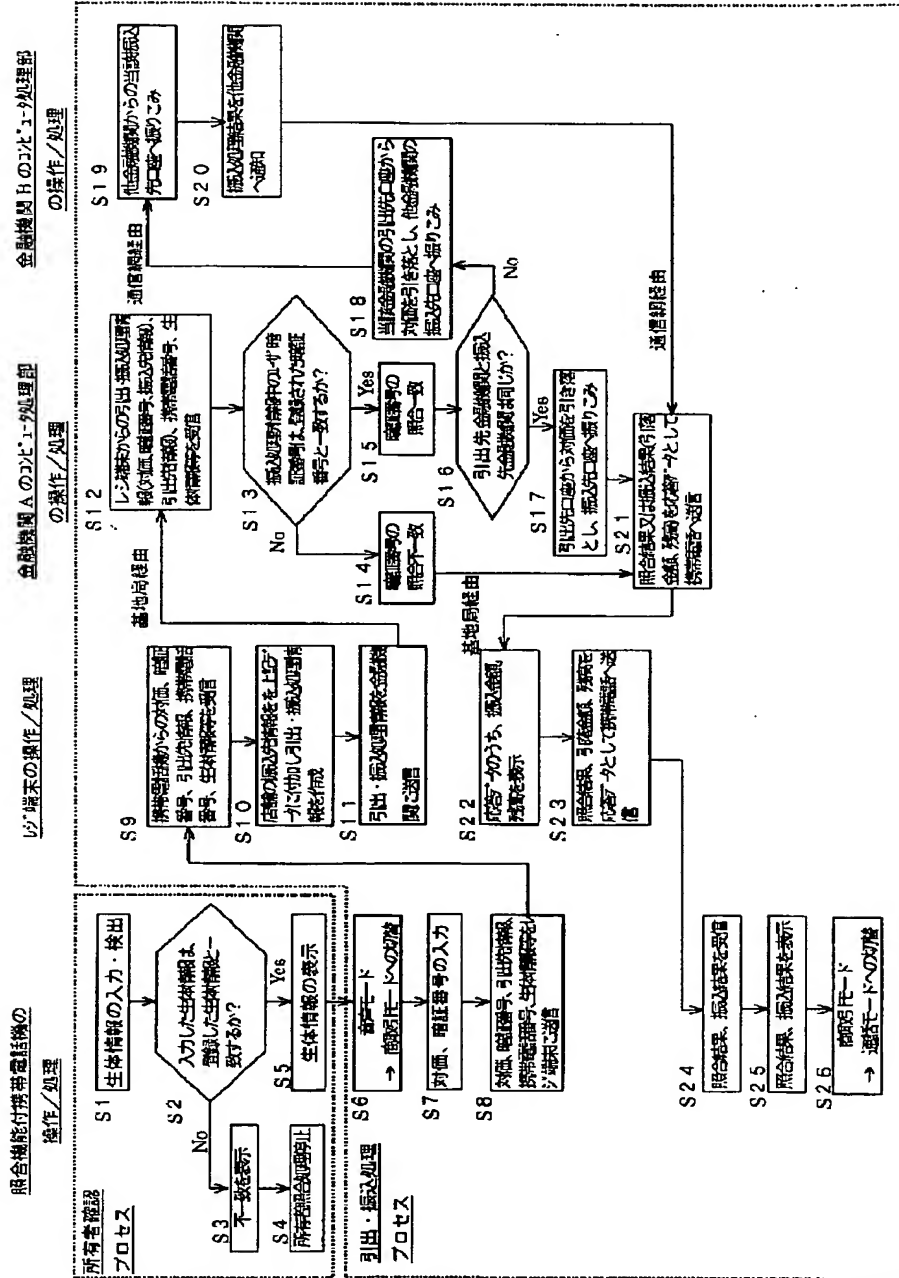 照合機能付携帯電話機の
操作/処理
レジ端末の操作/処理
金融機関Aのコンピュータ処理部
の操作/処理
金融機関Bのコンピュータ処理部
の操作/処理
所有者確認
プロセス
S1
生体情報の入力・検出
S2
入力した生体情報は、
登録した生体情報と一
致するか?
No
Yes
S3
不一致を表示
S4
所有者照合処理停止
S5
生体情報の表示
引出・振込処理
プロセス
S6
音声モード
→ 商取引モードへの切替
S7
対価、暗証番号の入力
S8
対価、暗証番号、引出先情報、
携帯電話番号、生体情報等をレ
ジ端末に送信
S9
携帯電話機からの対価、暗証
番号、引出先情報、携帯電話
番号、生体情報等を受信
S10
店舗の振込先情報を上記デー
タに付加し引出・振込処理情
報を作成
S11
引出・振込処理情報を金融機
関に送信
基地局経由
S12
レジ端末からの引出・振込処理情
報(対価、暗証番号、振込先情報、
引出先情報)、携帯電話番号、生
体情報等を受信
S13
振込処理情報中のユーザ暗
証番号は、登録された暗証
番号と一致するか?
No
Yes
S14
暗証番号の
照合不一致
S15
暗証番号の
照合一致
S16
引出先金融機関と振込
先金融機関は同じか?
No
Yes
S17
引出先口座から対価を引き落
とし、振込先口座へ振りこみ
S18
当該金融機関の引出先口座から
対価を引き落とし、他金融機関の
振込先口座へ振りこみ
通信網経由
S19
他金融機関からの当該振込
先口座へ振りこみ
S20
振込処理結果を他金融機関
へ通知
通信網経由
S21
照合結果又は振込結果(引落
金額、残高)を応答データとして
携帯電話へ送信
基地局経由
S22
応答データのうち、振込金額、
残高を表示
S23
照合結果、引落金額、残高を
応答データとして携帯電話へ送
信
S24
照合結果、振込結果を受信
S25
照合結果、振込結果を表示
S26
商取引モード
→ 通話モードへの切替